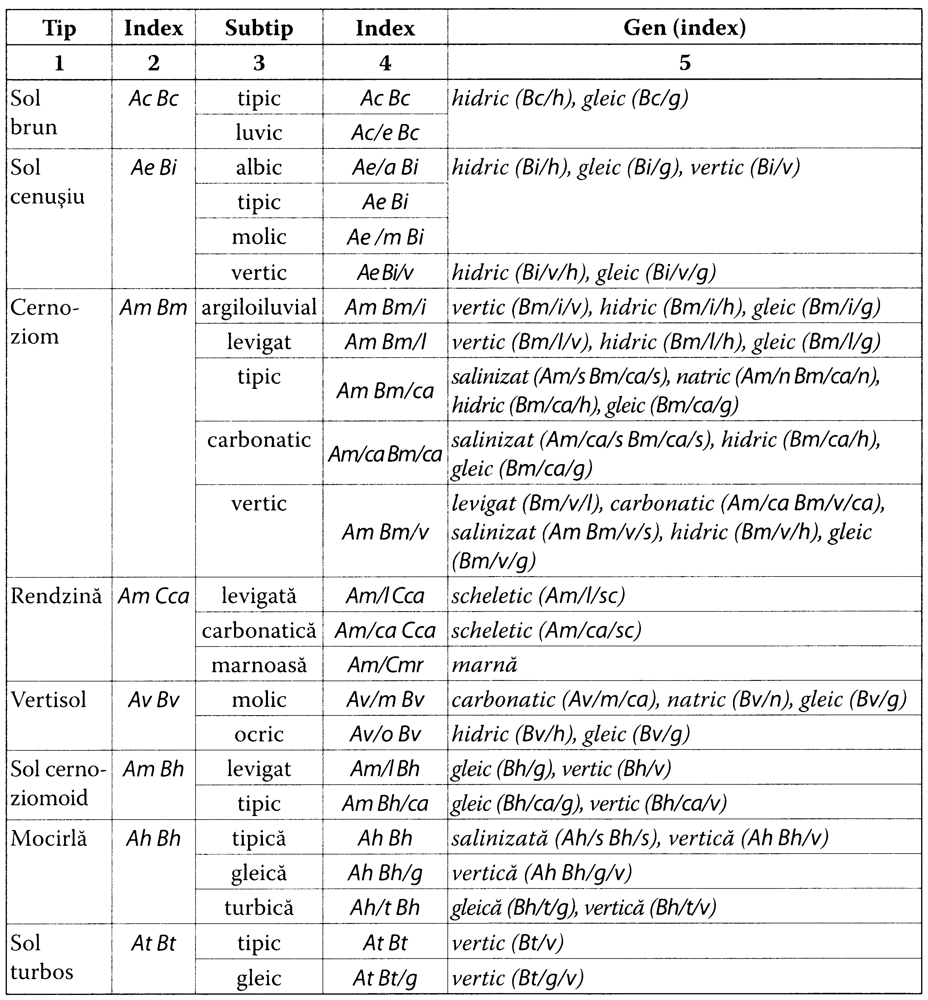 Tip Index Subtip Index Gen (index)
1 2 3 4 5
Sol brun Ac Bc tipic Ac Bc hidric (Bc/h), gleic (Bc/g)
luvic Ac/e Bc
Sol cenuşiu Ae Bi albic Ae/a Bi hidric (Bi/h), gleic (Bi/g), vertic (Bi/v)
tipic Ae Bi
molic Ae /m Bi
vertic Ae Bi/v hidric (Bi/v/h), gleic (Bi/v/g)
Cerno-
ziom Am Bm argiloiluvial Am Bm/i vertic (Bm/i/v), hidric (Bm/i/h), gleic (Bm/i/g)
levigat Am Bm/l vertic (Bm/l/v), hidric (Bm/l/h), gleic (Bm/l/g)
tipic Am Bm/ca salinizat (Am/s Bm/ca/s), natric (Am/n Bm/ca/n),
hidric (Bm/ca/h), gleic (Bm/ca/g)
carbonatic Am/ca Bm/ca salinizat (Am/ca/s Bm/ca/s), hidric (Bm/ca/h),
gleic (Bm/ca/g)
vertic Am Bm/v levigat (Bm/v/l), carbonatic (Am/ca Bm/v/ca),
salinizat (Am Bm/v/s), hidric (Bm/v/h), gleic
(Bm/v/g)
Rendzină Am Cca levigată Am/l Cca scheletic (Am/l/sc)
carbonatică Am/ca Cca scheletic (Am/ca/sc)
marnoasă Am/Cmr marnă
Vertisol Av Bv molic Av/m Bv carbonatic (Av/m/ca), natric (Bv/n), gleic (Bv/g)
ocric Av/o Bv hidric (Bv/h), gleic (Bv/g)
Sol cerno-
ziomoid Am Bh levigat Am/l Bh gleic (Bh/g), vertic (Bh/v)
tipic Am Bh/ca gleic (Bh/ca/g), vertic (Bh/ca/v)
Mocirlă Ah Bh tipică Ah Bh salinizată (Ah/s Bh/s), vertică (Ah Bh/v)
gleică Ah Bh/g vertică (Ah Bh/g/v)
turbică Ah/t Bh gleică (Bh/t/g), vertică (Bh/t/v)
Sol turbos At Bt tipic At Bt vertic (Bt/v)
gleic At Bt/g vertic (Bt/g/v)